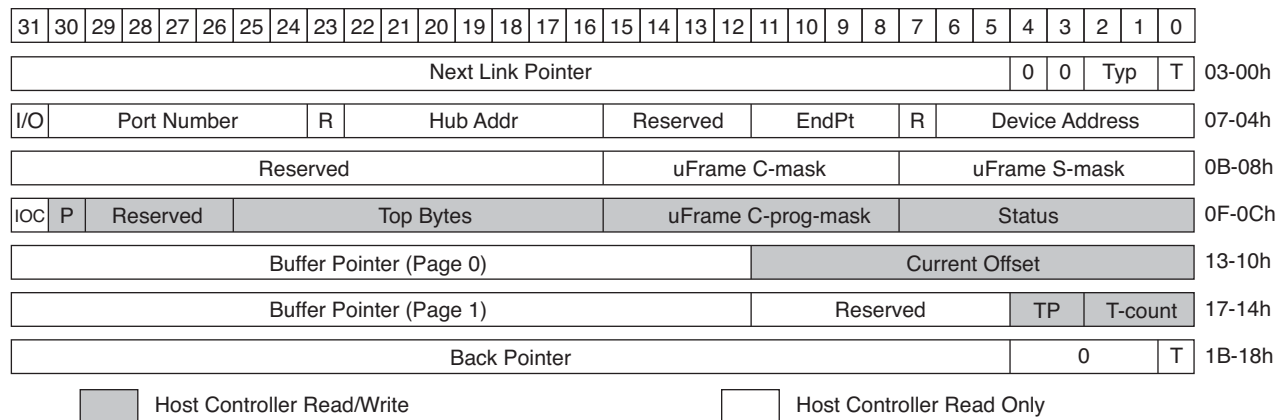 31 30 29 28 27 26 25 24 23 22 21 20 19 18 17 16 15 14 13 12 11 10 9 8 7 6 5 4 3 2 1 0
Next Link Pointer 0 0 Typ T 03-00h
I/O Port Number R Hub Addr Reserved EndPt R Device Address 07-04h
Reserved uFrame C-mask uFrame S-mask 0B-08h
IOC P Reserved Top Bytes uFrame C-prog-mask Status 0F-0Ch
Buffer Pointer (Page 0) Current Offset 13-10h
Buffer Pointer (Page 1) Reserved TP T-count 17-14h
Back Pointer 0 T 1B-18h
Host Controller Read/Write Host Controller Read Only